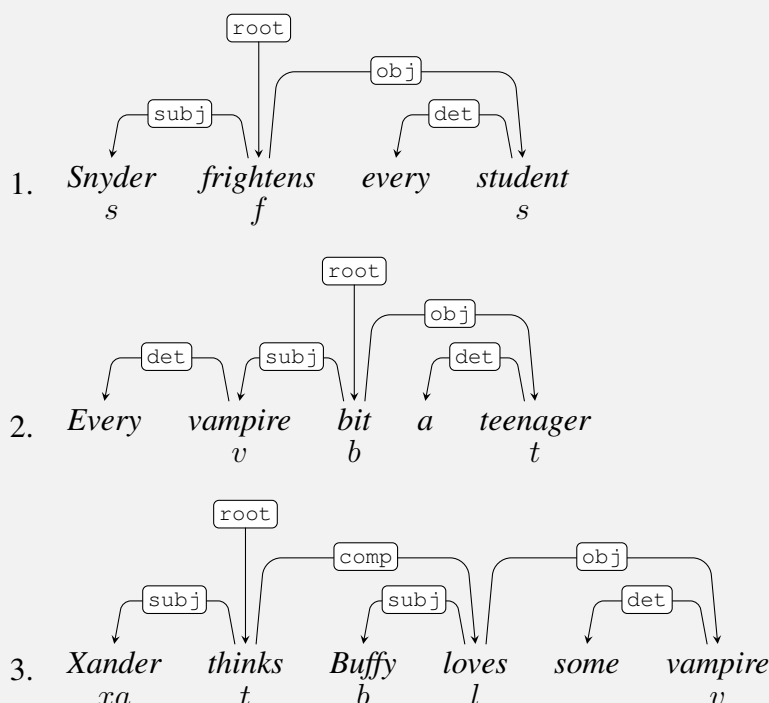 root
obj
subj det
1. Snyder frightens every student
s f s
root
obj
det subj det
2. Every vampire bit a teenager
v b t
root
comp obj
subj subj det
3. Xander thinks Buffy loves some vampire
xa t b l v